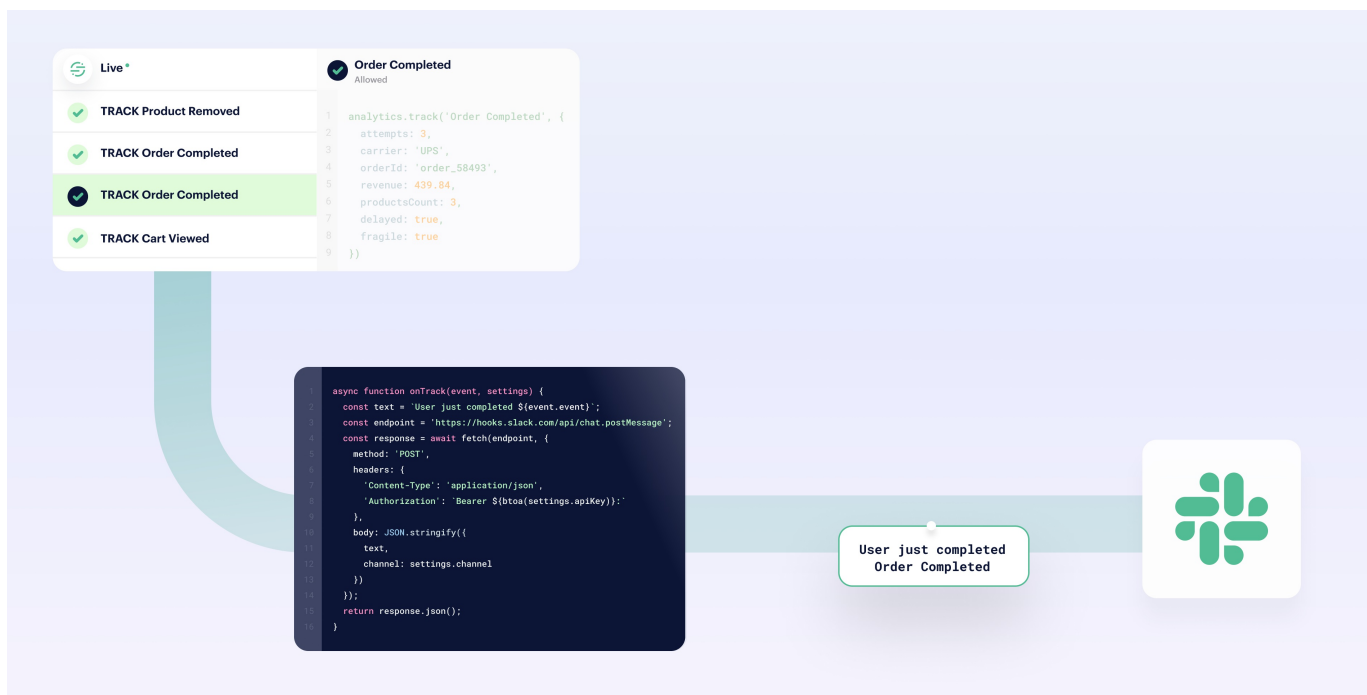 Live
TRACK Product Removed
TRACK Order Completed
TRACK Order Completed
TRACK Cart Viewed
Order Completed
Allowed
1 analytics.track('Order Completed', {
2 attempts: 3,
3 carrier: 'UPS',
4 orderId: 'order_58493',
5 revenue: 439.84,
6 productsCount: 3,
7 delayed: true,
8 fragile: true
9 })
1 async function onTrack(event, settings) {
2 const text = `User just completed ${event.event}`;
3 const endpoint = 'https://hooks.slack.com/api/chat.postMessage';
4 const response = await fetch(endpoint, {
5 method: 'POST',
6 headers: {
7 'Content-Type': 'application/json',
8 'Authorization': `Bearer ${btoa(settings.apiKey)}:`
9 },
10 body: JSON.stringify({
11 text,
12 channel: settings.channel
13 })
14 });
15 return response.json();
16 }
User just completed
Order Completed